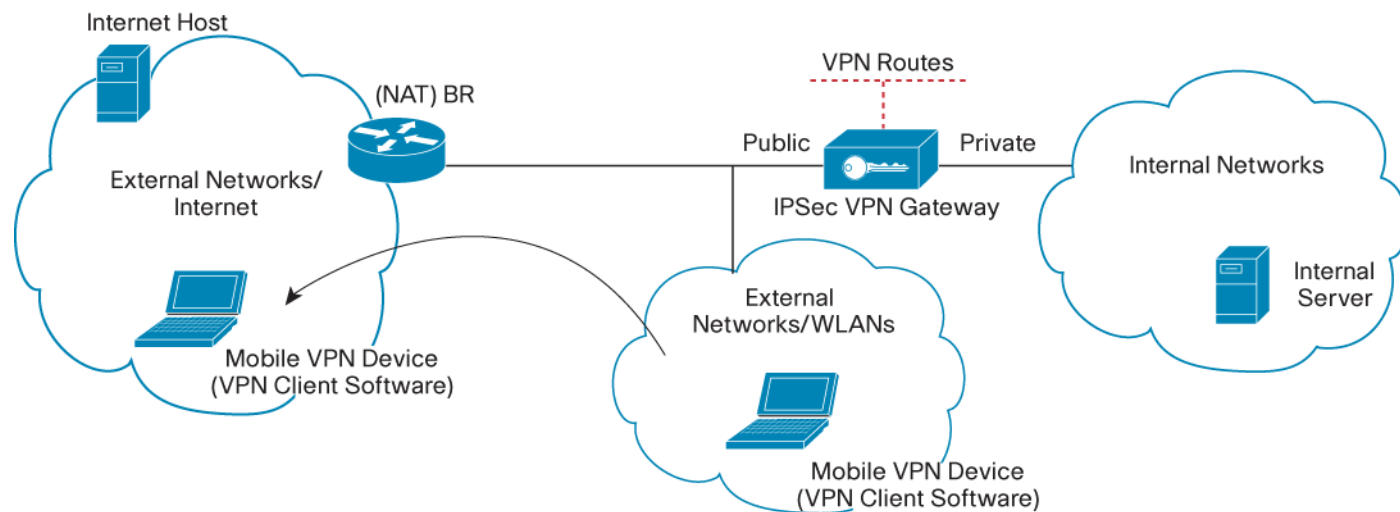 Internet Host
(NAT) BR
External Networks/
Internet
Mobile VPN Device
(VPN Client Software)
VPN Routes
Public
Private
IPSec VPN Gateway
External
Networks/WLANs
Mobile VPN Device
(VPN Client Software)
Internal Networks
Internal
Server